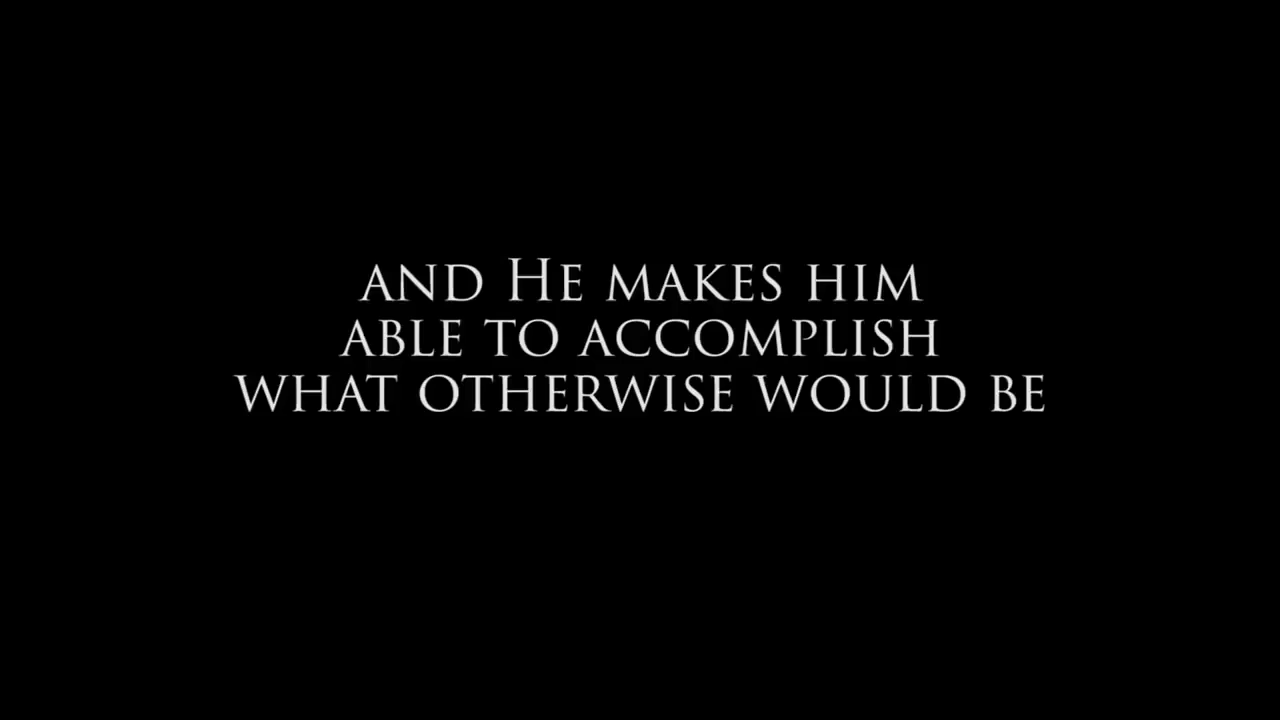 AND HE MAKES HIM
ABLE TO ACCOMPLISH
WHAT OTHERWISE WOULD BE